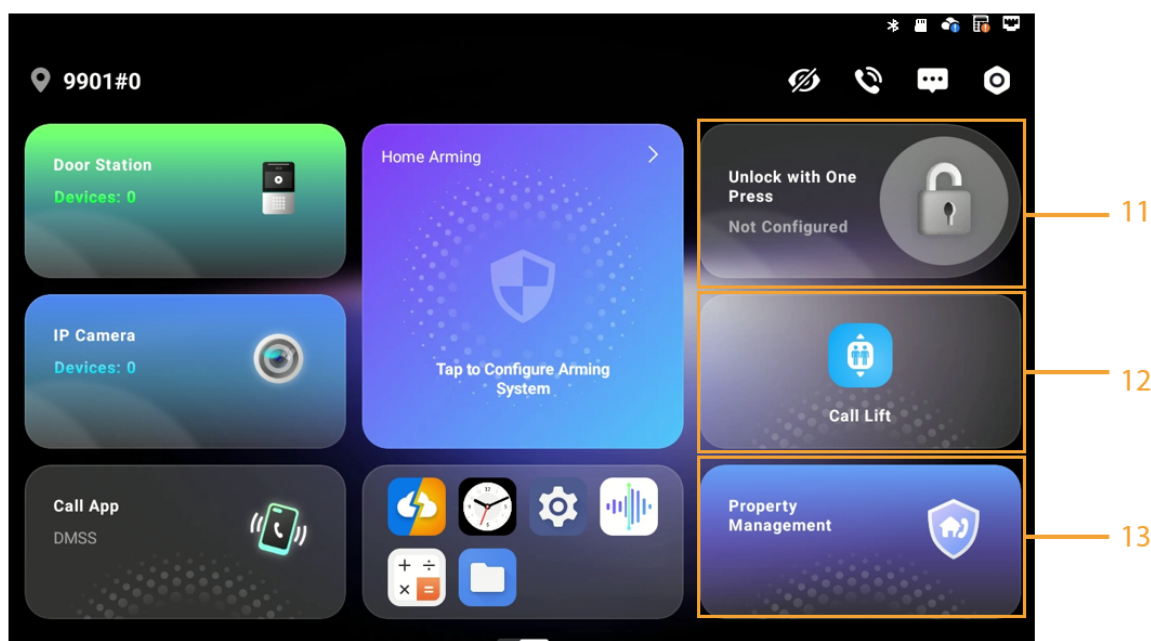 9901#0
Door Station
Devices: 0
Home Arming
Tap to Configure Arming
System
Unlock with One
Press
Not Configured
11
IP Camera
Devices: 0
Call Lift
12
Call App
DMSS
Property
Management
13